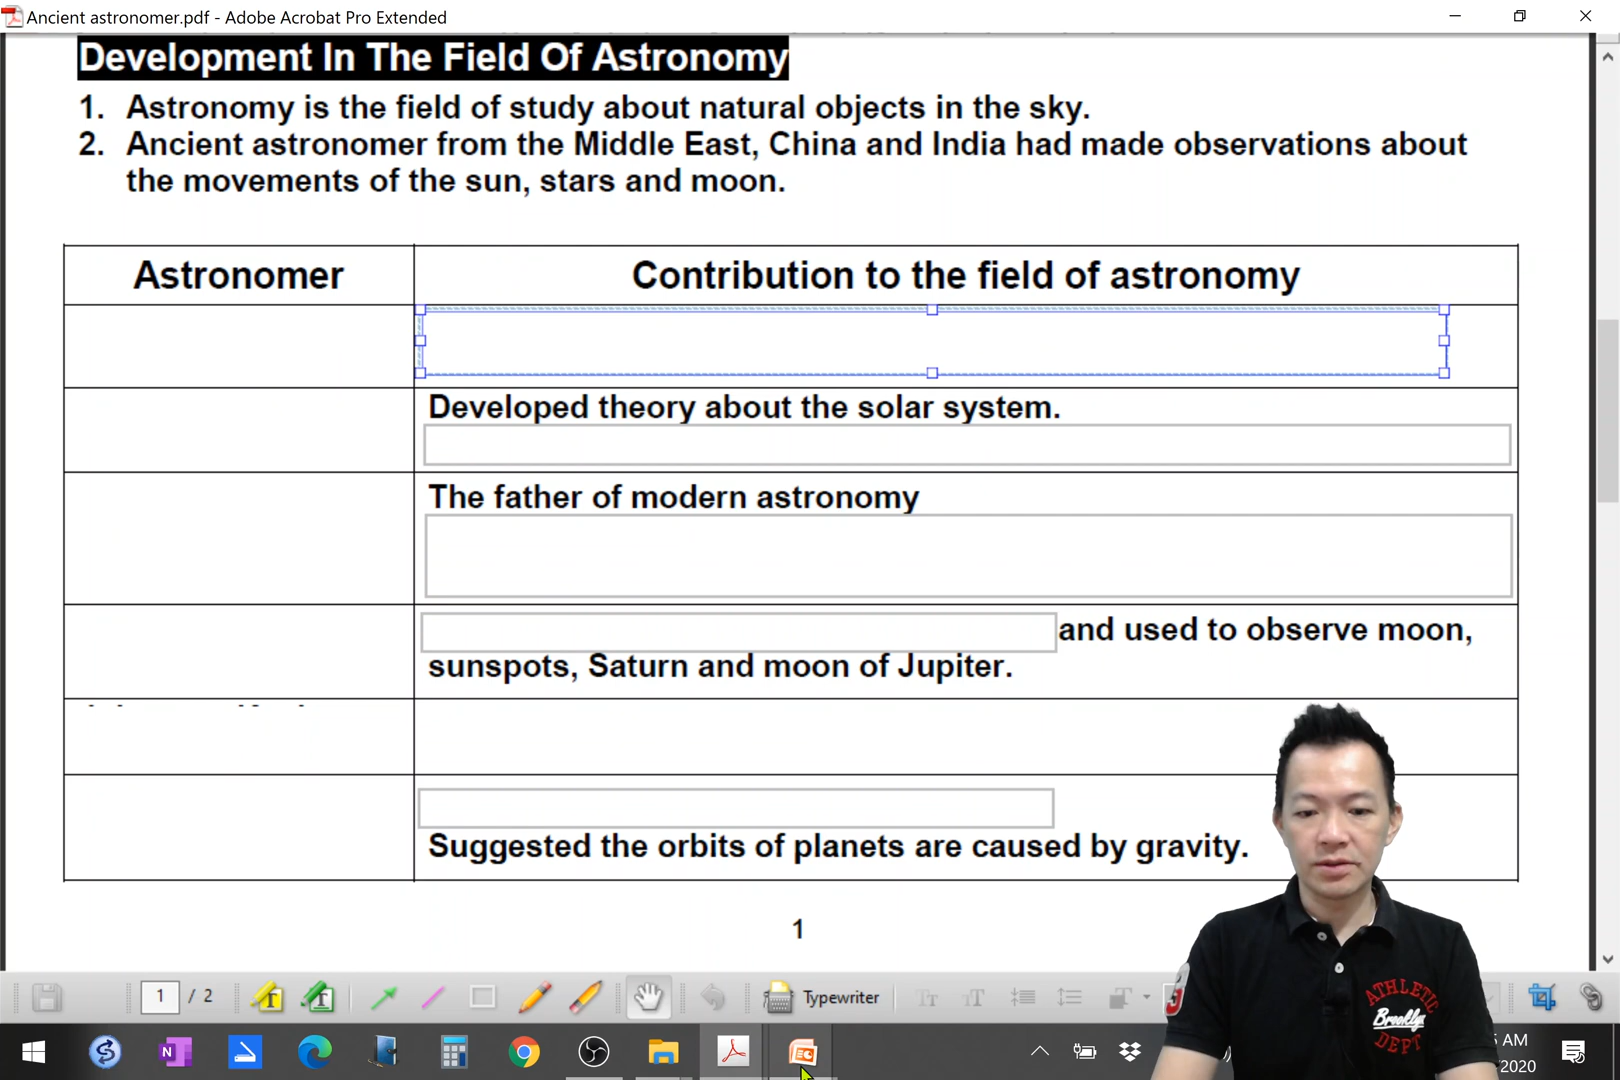 Ancient astronomer.pdf - Adobe Acrobat Pro Extended
Development In The Field Of Astronomy
1. Astronomy is the field of study about natural objects in the sky.
2. Ancient astronomer from the Middle East, China and India had made observations about
the movements of the sun, stars and moon.
Astronomer
Contribution to the field of astronomy
Developed theory about the solar system.
The father of modern astronomy
and used to observe moon,
sunspots, Saturn and moon of Jupiter.
Suggested the orbits of planets are caused by gravity.
1
1 / 2
Typewriter
ATHLETIC
Brooklyn
DEPT
AM
2020